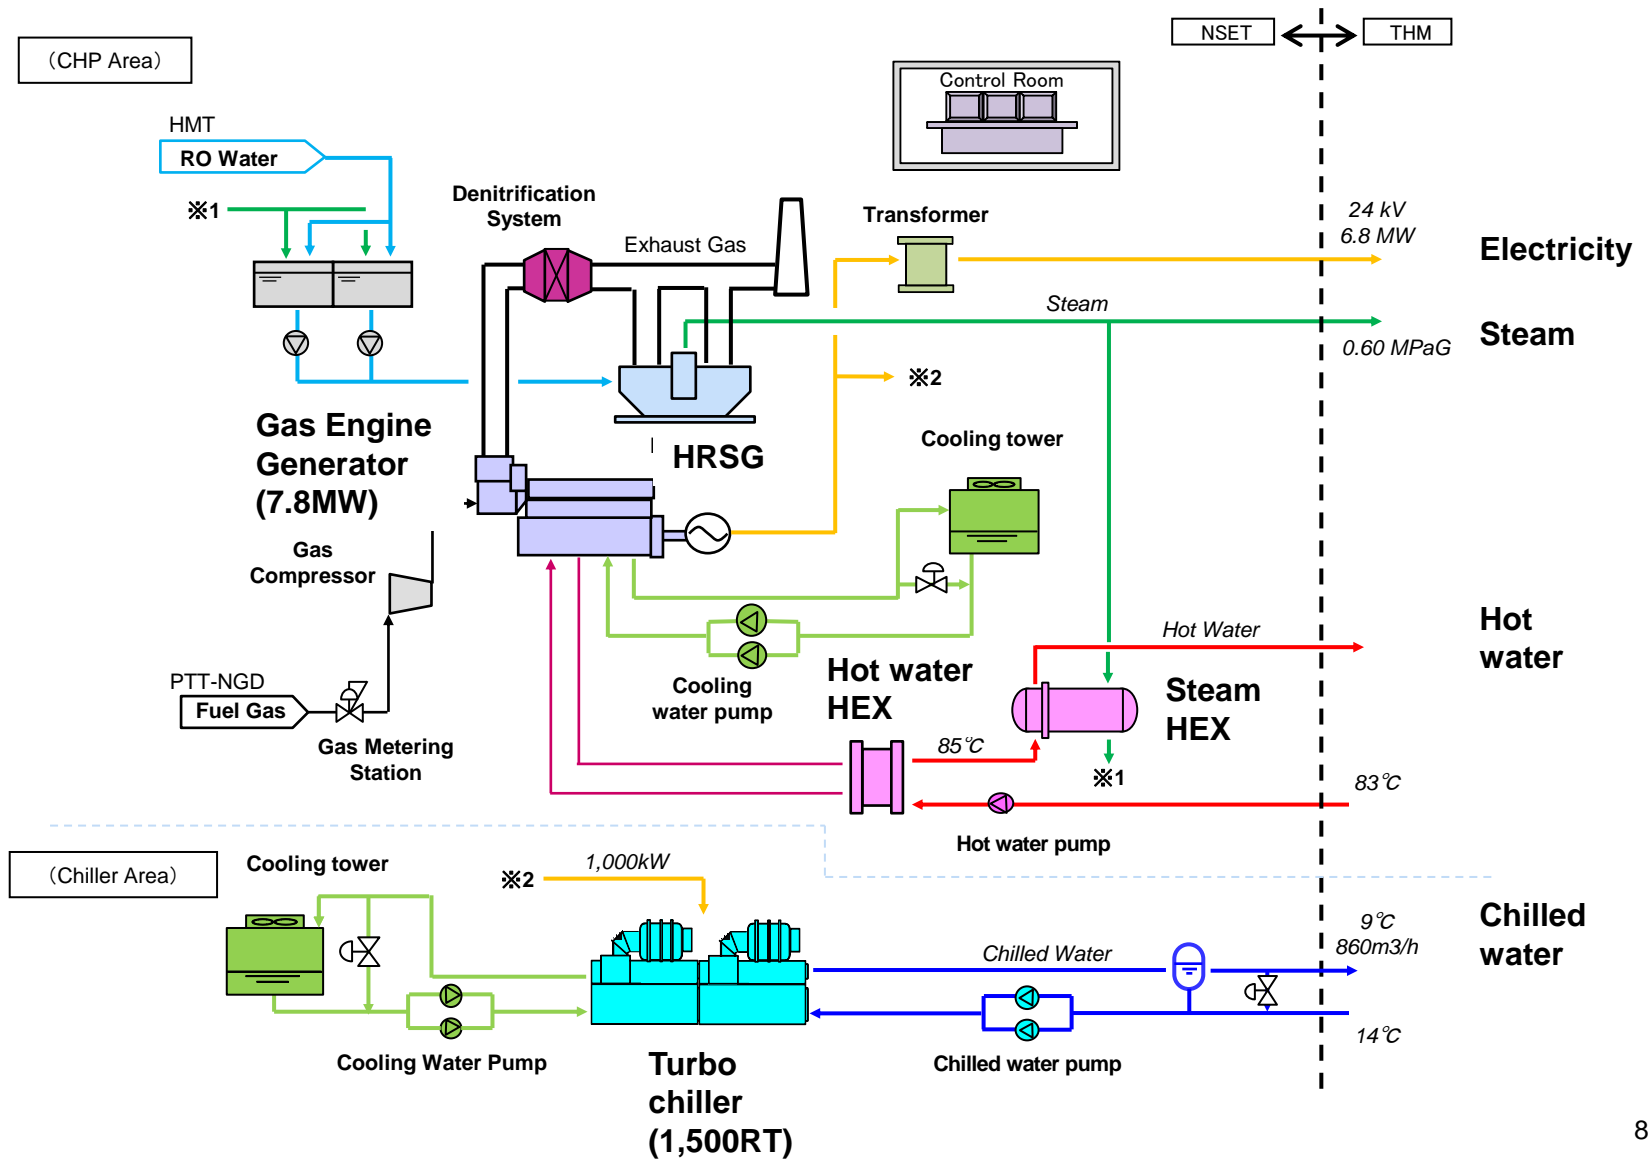 NSET
THM
（CHP Area）
Control Room
HMT
RO Water
※1
Denitrification
System
Exhaust Gas
Transformer
24 kV
6.8 MW
Electricity
Steam
0.60 MPaG
Steam
※2
Gas Engine
Generator
(7.8MW)
HRSG
Cooling tower
Gas
Compressor
PTT-NGD
Fuel Gas
Gas Metering
Station
Cooling
water pump
Hot water
HEX
Hot Water
Hot
water
Steam
HEX
85℃
※1
83℃
Hot water pump
（Chiller Area）
Cooling tower
※2
1,000kW
Chilled Water
9℃
860m3/h
Chilled
water
14℃
Cooling Water Pump
Chilled water pump
Turbo
chiller
(1,500RT)
8